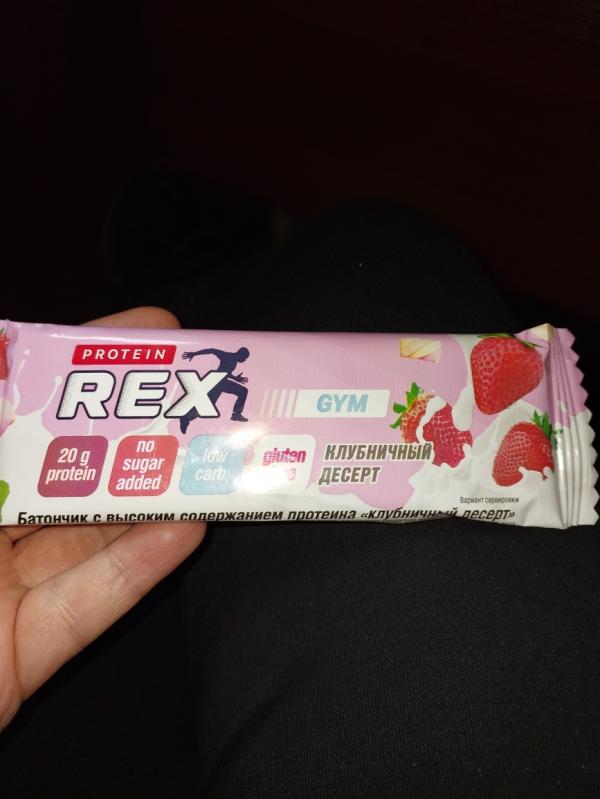 PROTEIN
REX
GYM
20 g
protein
no
sugar
added
low
carb
gluten
КЛУБНИЧНЫЙ
ДЕСЕРТ
Вариант сервировки
Батончик с высоким содержанием протеина «клубничный десерт»